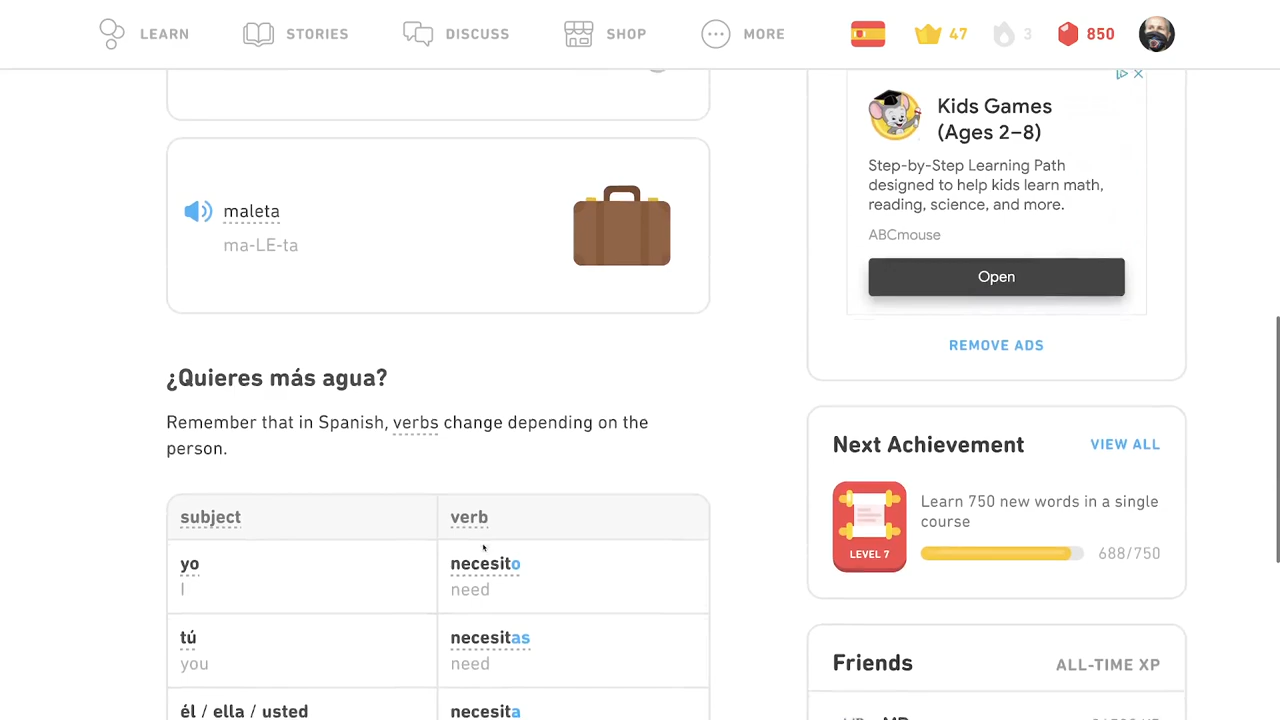 LEARN
STORIES
DISCUSS
SHOP
MORE
47
3
850
maleta
ma-LE-ta
¿Quieres más agua?
Remember that in Spanish, verbs change depending on the
person.
subject verb
yo necesito
I need
tú necesitas
you need
él / ella / usted necesita
Kids Games
(Ages 2–8)
Step-by-Step Learning Path
designed to help kids learn math,
reading, science, and more.
ABCmouse
Open
REMOVE ADS
Next Achievement VIEW ALL
Learn 750 new words in a single
course
LEVEL 7
688/750
Friends ALL-TIME XP